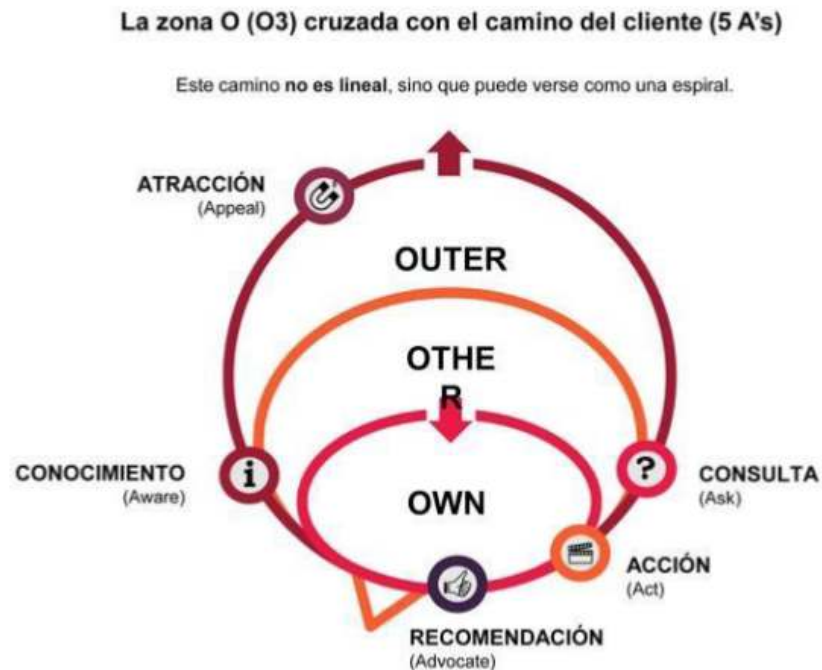 La zona O (O3) cruzada con el camino del cliente (5 A's)
Este camino no es lineal, sino que puede verse como una espiral.
ATRACCIÓN
(Appeal)
OUTER
OTHE
R
CONOCIMIENTO
(Aware)
i
?
CONSULTA
(Ask)
OWN
ACCIÓN
(Act)
RECOMENDACIÓN
(Advocate)